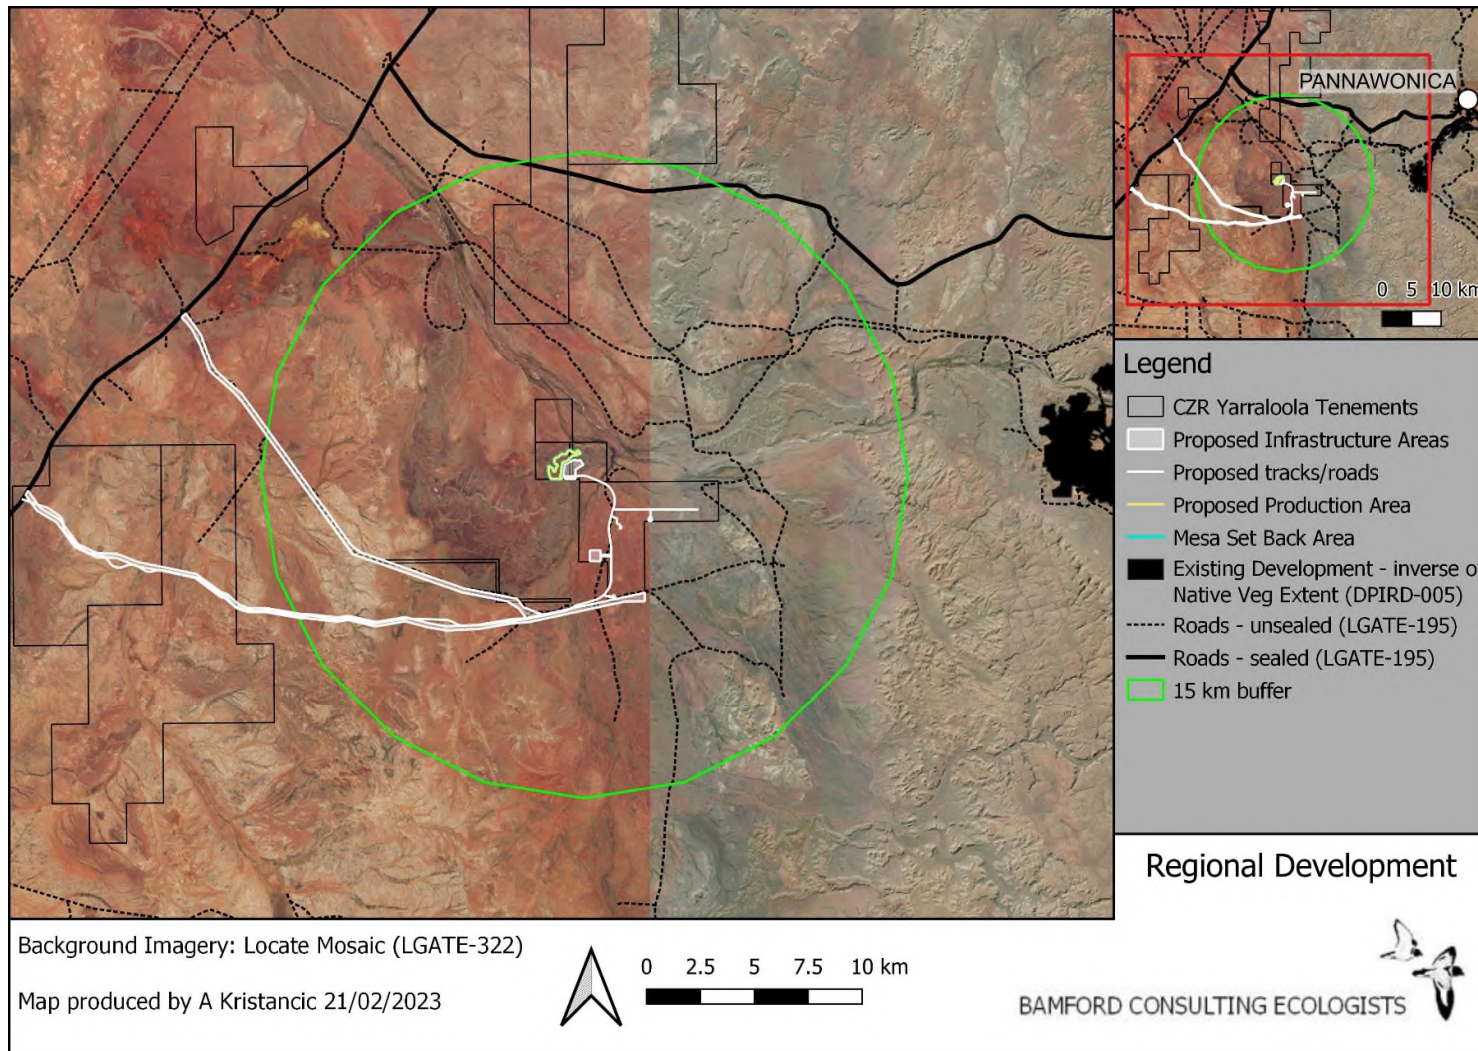 PANNAWONICA
0 5 10 km
Legend
CZR Yarraloola Tenements
Proposed Infrastructure Areas
Proposed tracks/roads
Proposed Production Area
Mesa Set Back Area
Existing Development - inverse o
Native Veg Extent (DPIRD-005)
Roads - unsealed (LGATE-195)
Roads - sealed (LGATE-195)
15 km buffer
Regional Development
Background Imagery: Locate Mosaic (LGATE-322)
Map produced by A Kristancic 21/02/2023
0 2.5 5 7.5 10 km
BAMFORD CONSULTING ECOLOGISTS